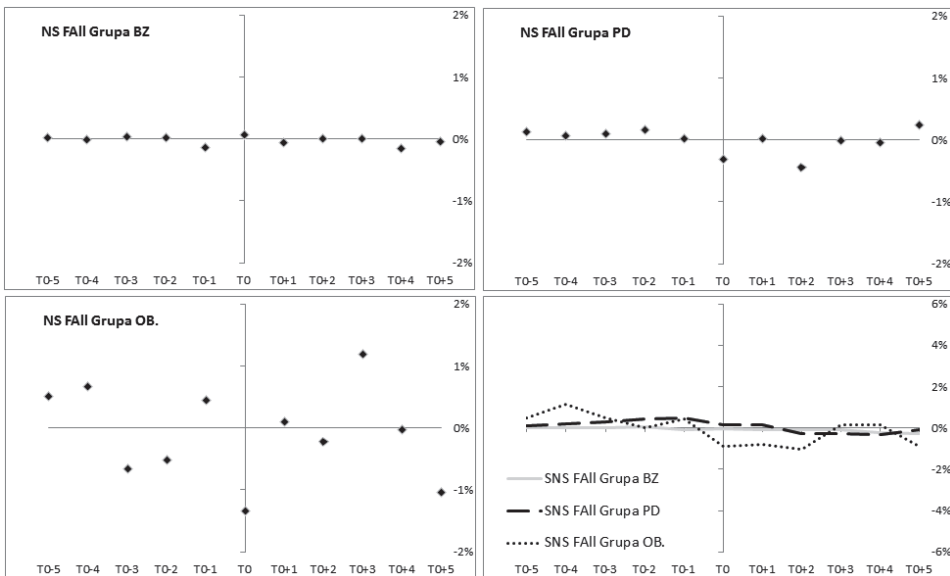 NS FAll Grupa BZ
2%
1%
0%
-1%
-2%
T0-5 T0-4 T0-3 T0-2 T0-1 T0 T0+1 T0+2 T0+3 T0+4 T0+5
NS FAll Grupa PD
2%
1%
0%
-1%
-2%
T0-5 T0-4 T0-3 T0-2 T0-1 T0 T0+1 T0+2 T0+3 T0+4 T0+5
NS FAll Grupa OB.
2%
1%
0%
-1%
-2%
T0-5 T0-4 T0-3 T0-2 T0-1 T0 T0+1 T0+2 T0+3 T0+4 T0+5
6%
4%
2%
0%
-2%
-4%
-6%
SNS FAll Grupa BZ
SNS FAll Grupa PD
SNS FAll Grupa OB.
T0-5 T0-4 T0-3 T0-2 T0-1 T0 T0+1 T0+2 T0+3 T0+4 T0+5